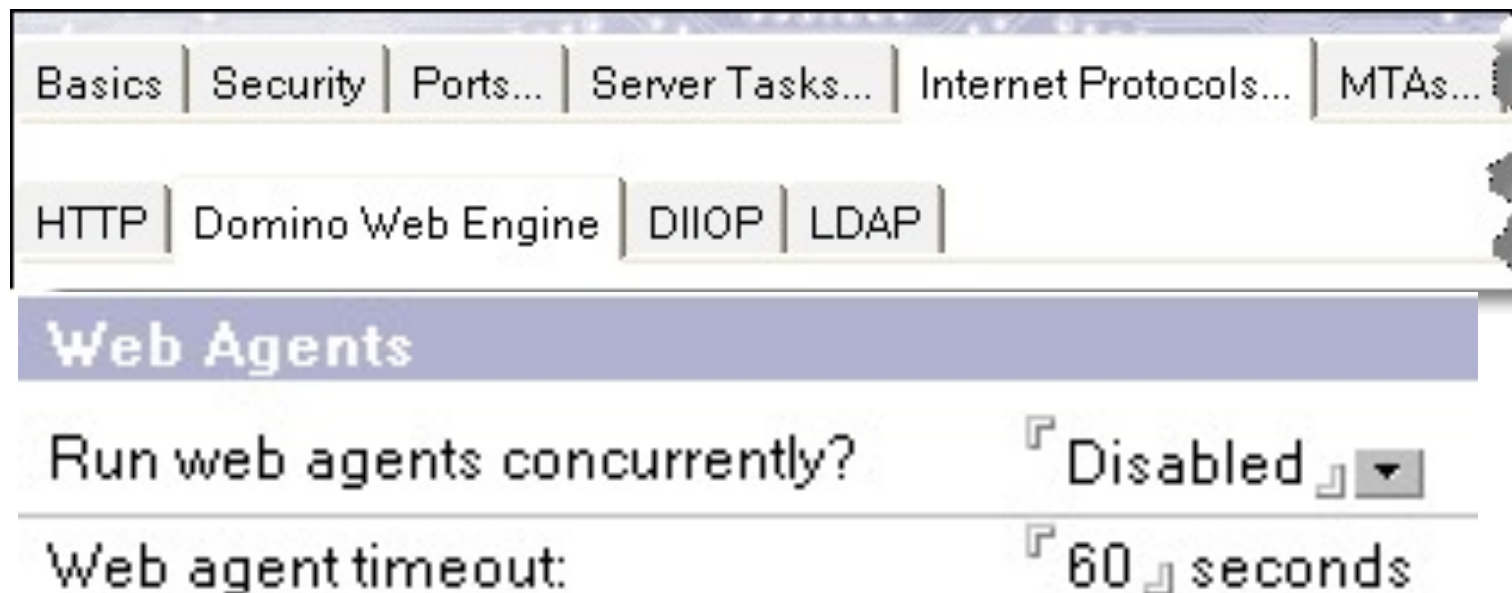 Basics Security Ports... Server Tasks... Internet Protocols... MTAs...
HTTP Domino Web Engine DIIOP LDAP
Web Agents
Run web agents concurrently? Disabled
Web agent timeout: 60 seconds